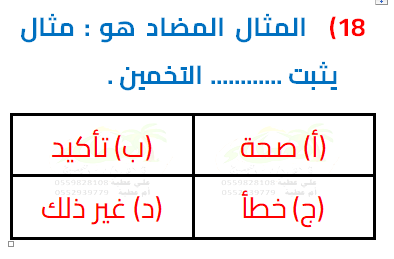 18) المثال المضاد هو : مثال
يثبت ............ التخمين .
(أ) صحة
(ب) تأكيد
(ج) خطأ
(د) غير ذلك